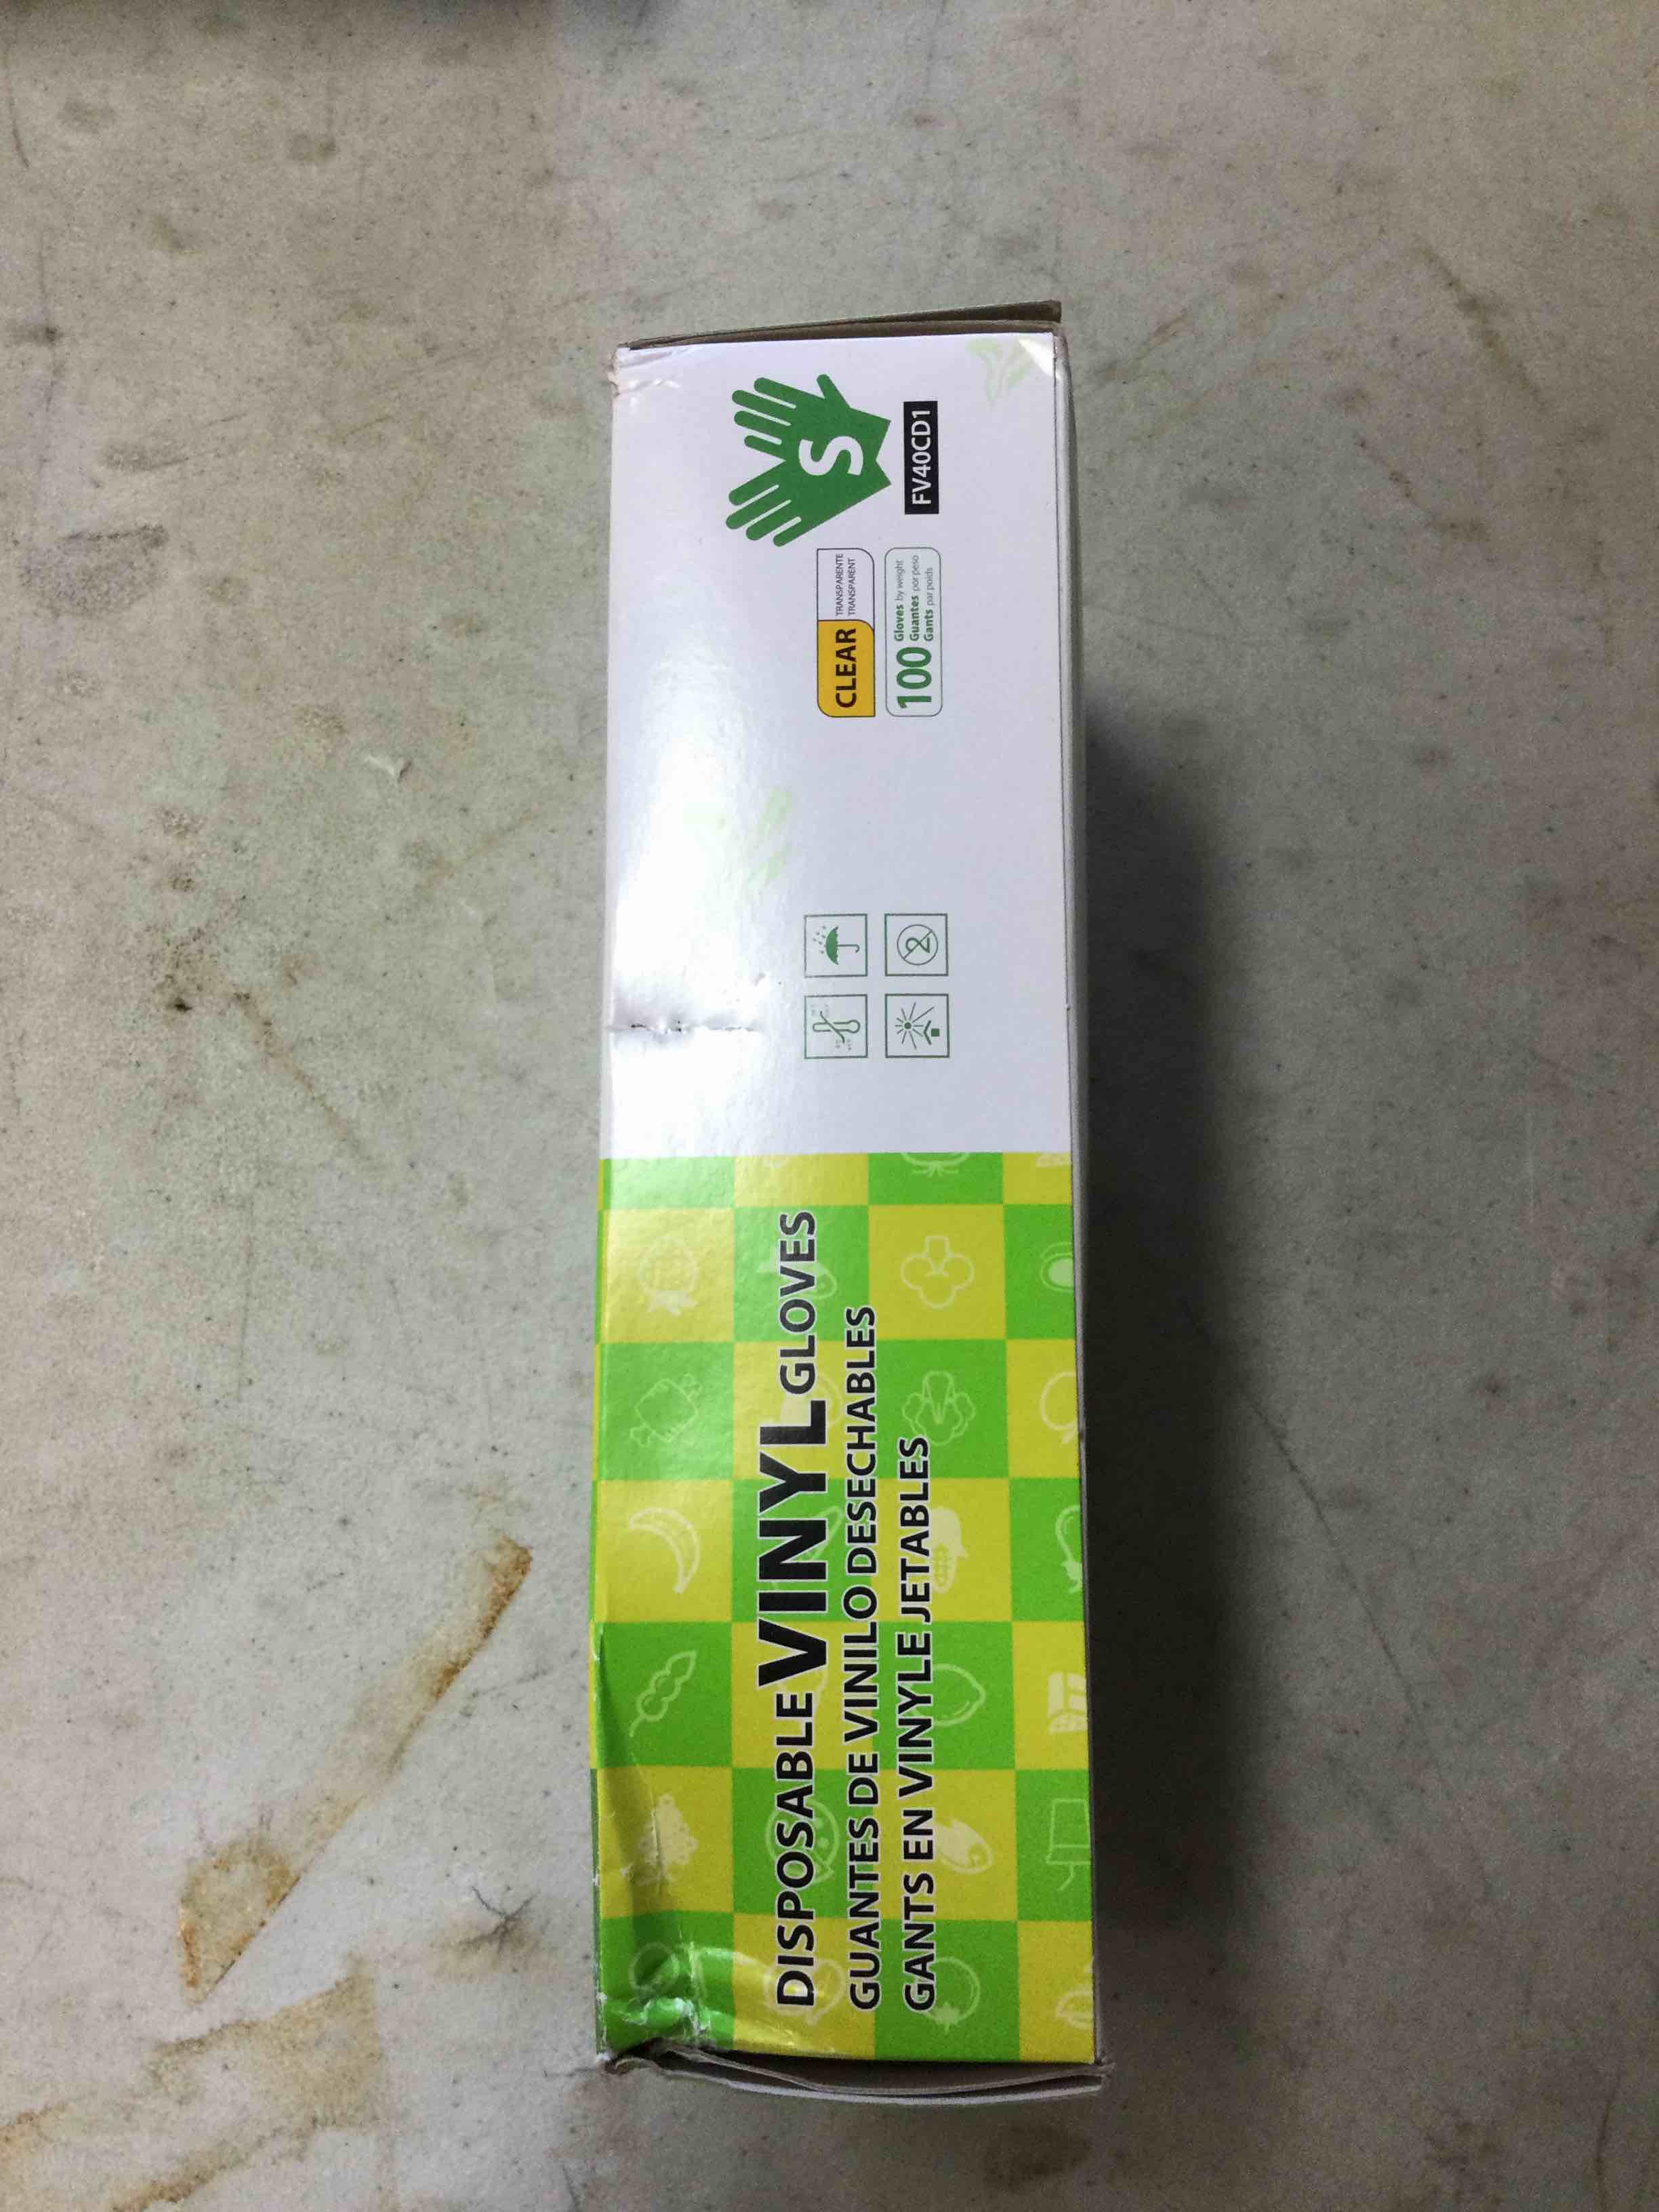 DISPOSABLE VINYL GLOVES
GUANTES DE VINILO DESECHABLES
GANTS EN VINYLE JETABLES
CLEAR
TRANSPARENTE
TRANSPARENT
100
Gloves by weight
Guantes por peso
Gants par poids
S
FV40CD1
2